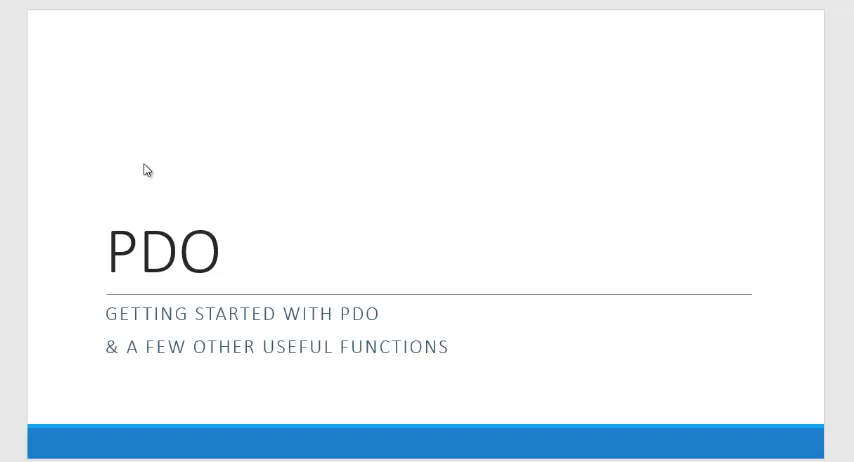 PDO
GETTING STARTED WITH PDO
& A FEW OTHER USEFUL FUNCTIONS